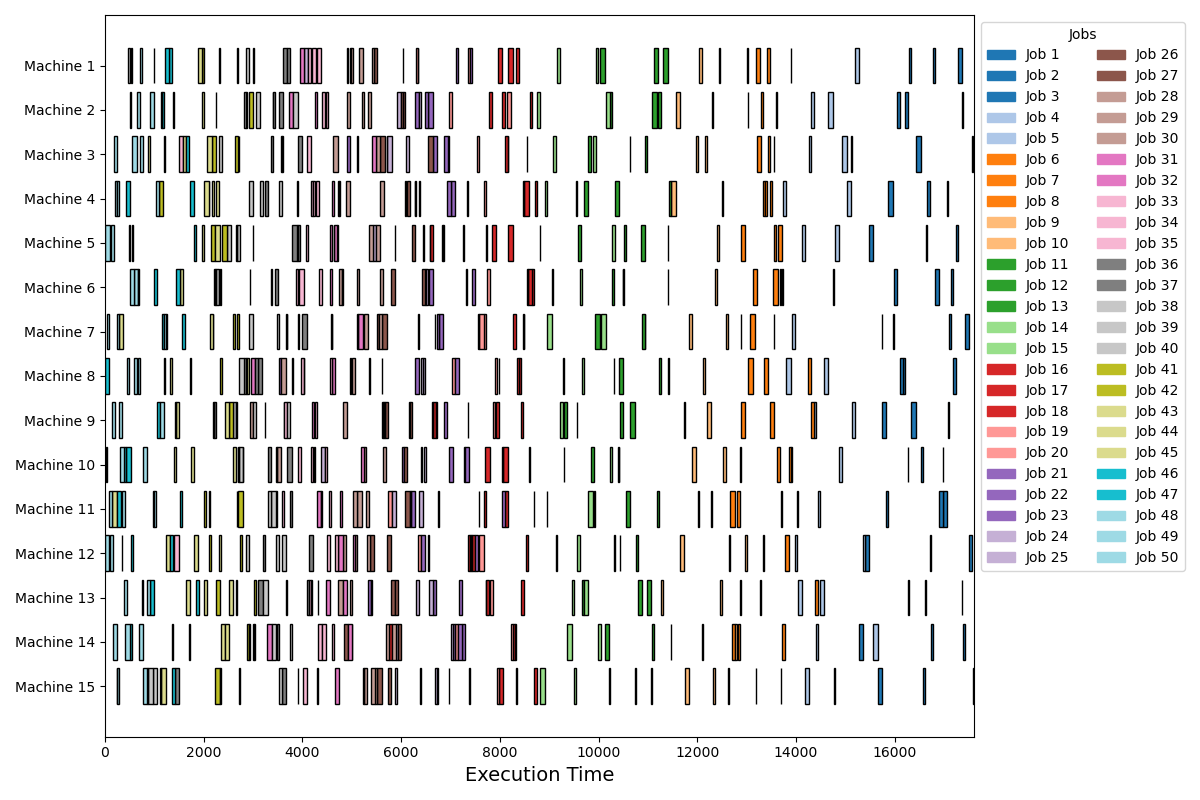 Machine 1
Machine 2
Machine 3
Machine 4
Machine 5
Machine 6
Machine 7
Machine 8
Machine 9
Machine 10
Machine 11
Machine 12
Machine 13
Machine 14
Machine 15
0 2000 4000 6000 8000 10000 12000 14000 16000
Execution Time
Jobs
Job 1
Job 2
Job 3
Job 4
Job 5
Job 6
Job 7
Job 8
Job 9
Job 10
Job 11
Job 12
Job 13
Job 14
Job 15
Job 16
Job 17
Job 18
Job 19
Job 20
Job 21
Job 22
Job 23
Job 24
Job 25
Job 26
Job 27
Job 28
Job 29
Job 30
Job 31
Job 32
Job 33
Job 34
Job 35
Job 36
Job 37
Job 38
Job 39
Job 40
Job 41
Job 42
Job 43
Job 44
Job 45
Job 46
Job 47
Job 48
Job 49
Job 50